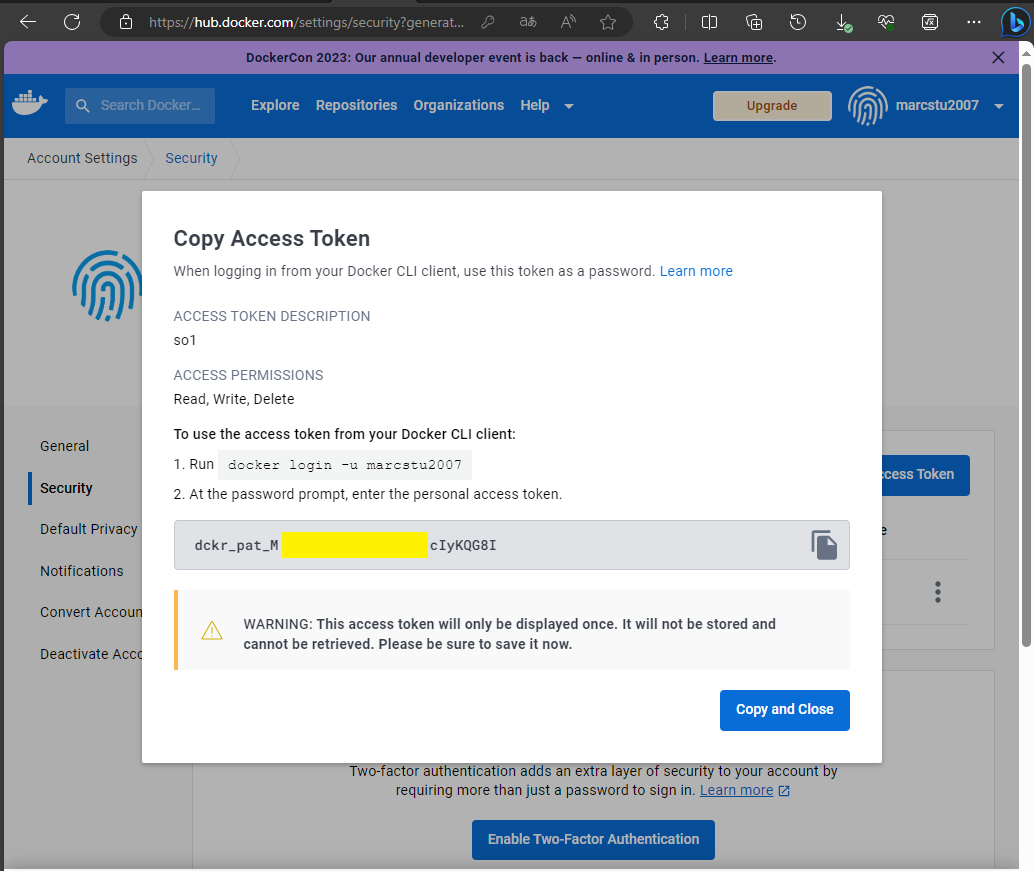 https://hub.docker.com/settings/security?generat...
DockerCon 2023: Our annual developer event is back — online & in person. Learn more.
Search Docker...
Explore
Repositories
Organizations
Help
Upgrade
marcstu2007
Account Settings
Security
Copy Access Token
When logging in from your Docker CLI client, use this token as a password. Learn more
ACCESS TOKEN DESCRIPTION
so1
ACCESS PERMISSIONS
Read, Write, Delete
To use the access token from your Docker CLI client:
1. Run docker login -u marcstu2007
2. At the password prompt, enter the personal access token.
dckr_pat_M cIyKQG8I
WARNING: This access token will only be displayed once. It will not be stored and
cannot be retrieved. Please be sure to save it now.
Copy and Close
General
Security
Default Privacy
Notifications
Convert Accoun
Deactivate Acco
ccess Token
e
Two-factor authentication adds an extra layer of security to your account by
requiring more than just a password to sign in. Learn more
Enable Two-Factor Authentication